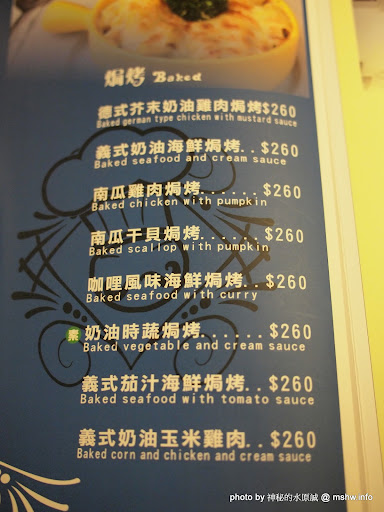 焗烤 Baked
德式芥末奶油雞肉焗烤$260
Baked german type chicken with mustard sauce
義式奶油海鮮焗烤..$260
Baked seafood and cream sauce
南瓜雞肉焗烤......$260
Baked chicken with pumpkin
南瓜干貝焗烤......$260
Baked scallop with pumpkin
咖哩風味海鮮焗烤..$260
Baked seafood with curry
素 奶油時蔬焗烤......$260
Baked vegetable and cream sauce
義式茄汁海鮮焗烤..$260
Baked seafood with tomato sauce
義式奶油玉米雞肉..$260
Baked corn and chicken and cream sauce
photo by 神秘的水原誠 @ mshw.info